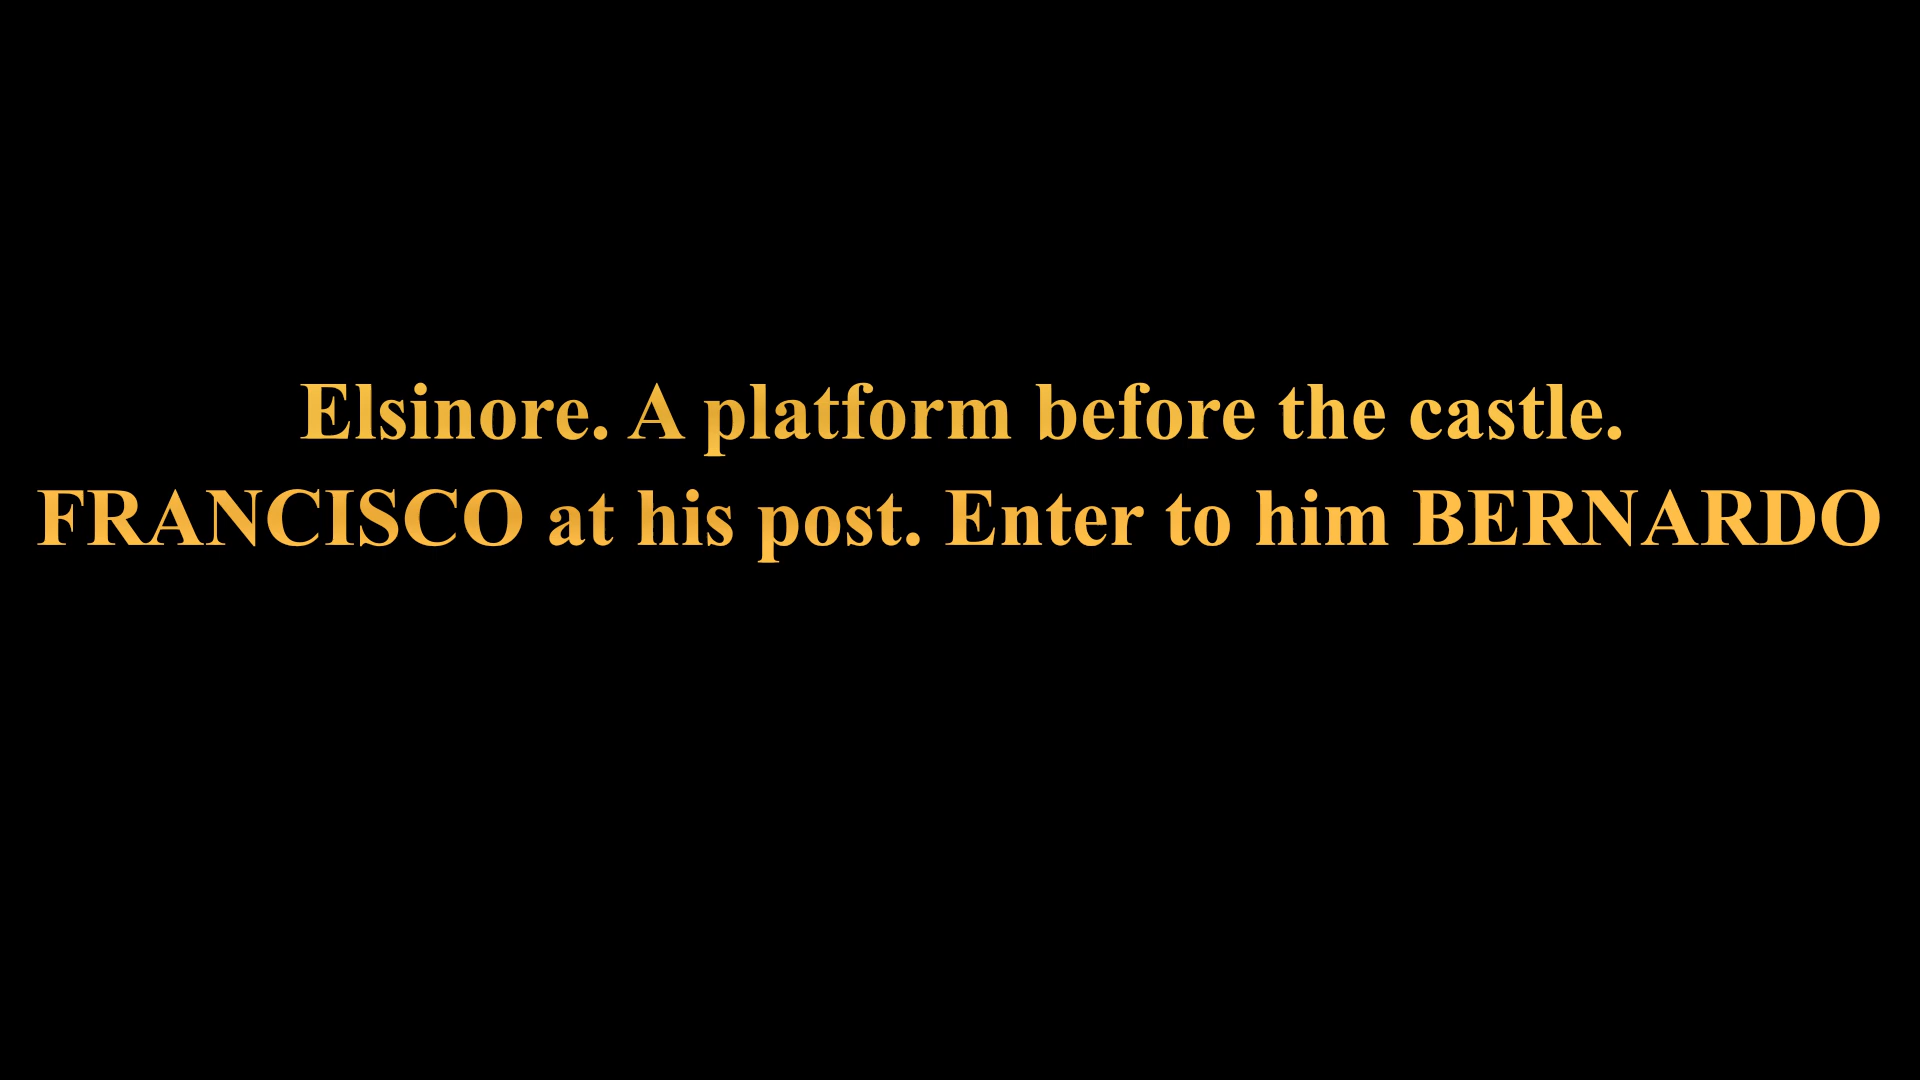 Elsinore. A platform before the castle.
FRANCISCO at his post. Enter to him BERNARDO